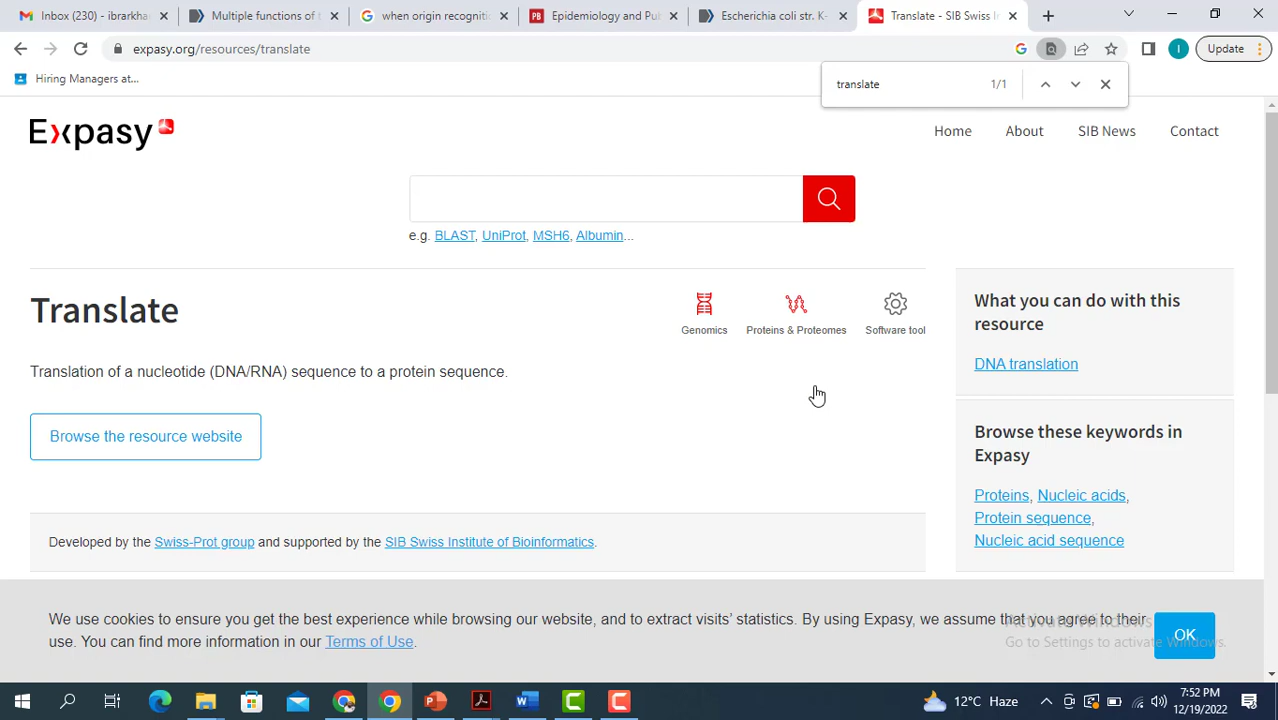 Inbox (230) - ibrarkha
Multiple functions of t
when origin recognitio
Epidemiology and Pub
Escherichia coli str. K-
Translate - SIB Swiss In
expasy.org/resources/translate
Update
Hiring Managers at...
translate
1/1
Expasy
Home
About
SIB News
Contact
e.g. BLAST, UniProt, MSH6, Albumin...
Translate
Genomics
Proteins & Proteomes
Software tool
What you can do with this
resource
DNA translation
Translation of a nucleotide (DNA/RNA) sequence to a protein sequence.
Browse the resource website
Browse these keywords in
Expasy
Proteins, Nucleic acids,
Protein sequence,
Nucleic acid sequence
Developed by the Swiss-Prot group and supported by the SIB Swiss Institute of Bioinformatics.
We use cookies to ensure you get the best experience while browsing our website, and to extract visits' statistics. By using Expasy, we assume that you agree to their
use. You can find more information in our Terms of Use.
OK
Activate Windows
Go to Settings to activate Windows.
12°C Haze
7:52 PM
12/19/2022